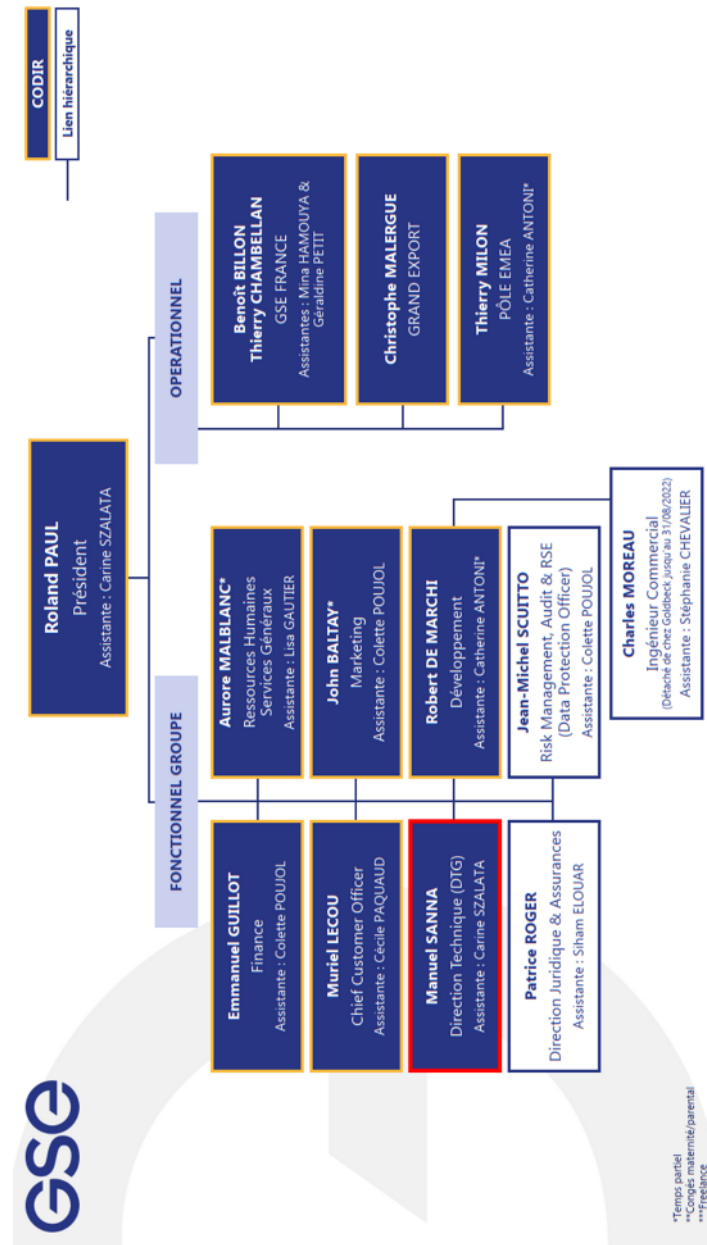 GSE
CODIR
Lien hiérarchique
Roland PAUL
Président
Assistante : Carine SZALATA
FONCTIONNEL GROUPE
OPERATIONNEL
Emmanuel GUILLOT
Finance
Assistante : Colette POUJOL
Aurore MALBLANC*
Ressources Humaines
Services Généraux
Assistante : Lisa GAUTIER
Benoît BILLON
Thierry CHAMBELLAN
GSE FRANCE
Assistantes : Mina HAMOUYA &
Géraldine PETIT
Muriel LECOU
Chief Customer Officer
Assistante : Cécile PAQUAUD
John BALTAY*
Marketing
Assistante : Colette POUJOL
Christophe MALERGUE
GRAND EXPORT
Manuel SANNA
Direction Technique (DTG)
Assistante : Carine SZALATA
Robert DE MARCHI
Développement
Assistante : Catherine ANTONI*
Thierry MILON
PÔLE EMEA
Assistante : Catherine ANTONI*
Patrice ROGER
Direction Juridique & Assurances
Assistante : Siham ELOUAR
Jean-Michel SCUITTO
Risk Management, Audit & RSE
(Data Protection Officer)
Assistante : Colette POUJOL
Charles MOREAU
Ingénieur Commercial
(Détaché de chez Goldbeck jusqu'au 31/08/2022)
Assistante : Stéphanie CHEVALIER
*Temps partiel
**Congés maternité/parental
***Freelance